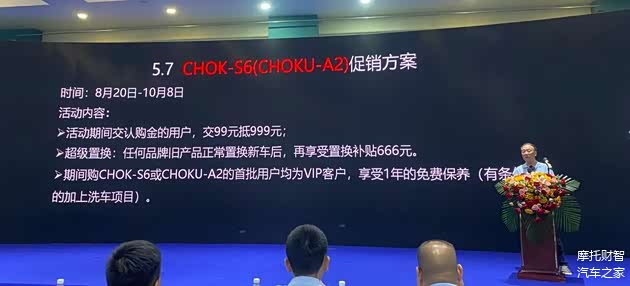 5.7 CHOK-S6(CHOKU-A2)促销方案
时间：8月20日-10月8日
活动内容：
➢活动期间交认购金的用户，交99元抵999元；
➢超级置换：任何品牌旧产品正常置换新车后，再享受置换补贴666元。
➢期间购CHOK-S6或CHOKU-A2的首批用户均为VIP客户，享受1年的免费保养（有条
的加上洗车项目）。
摩托财智
汽车之家